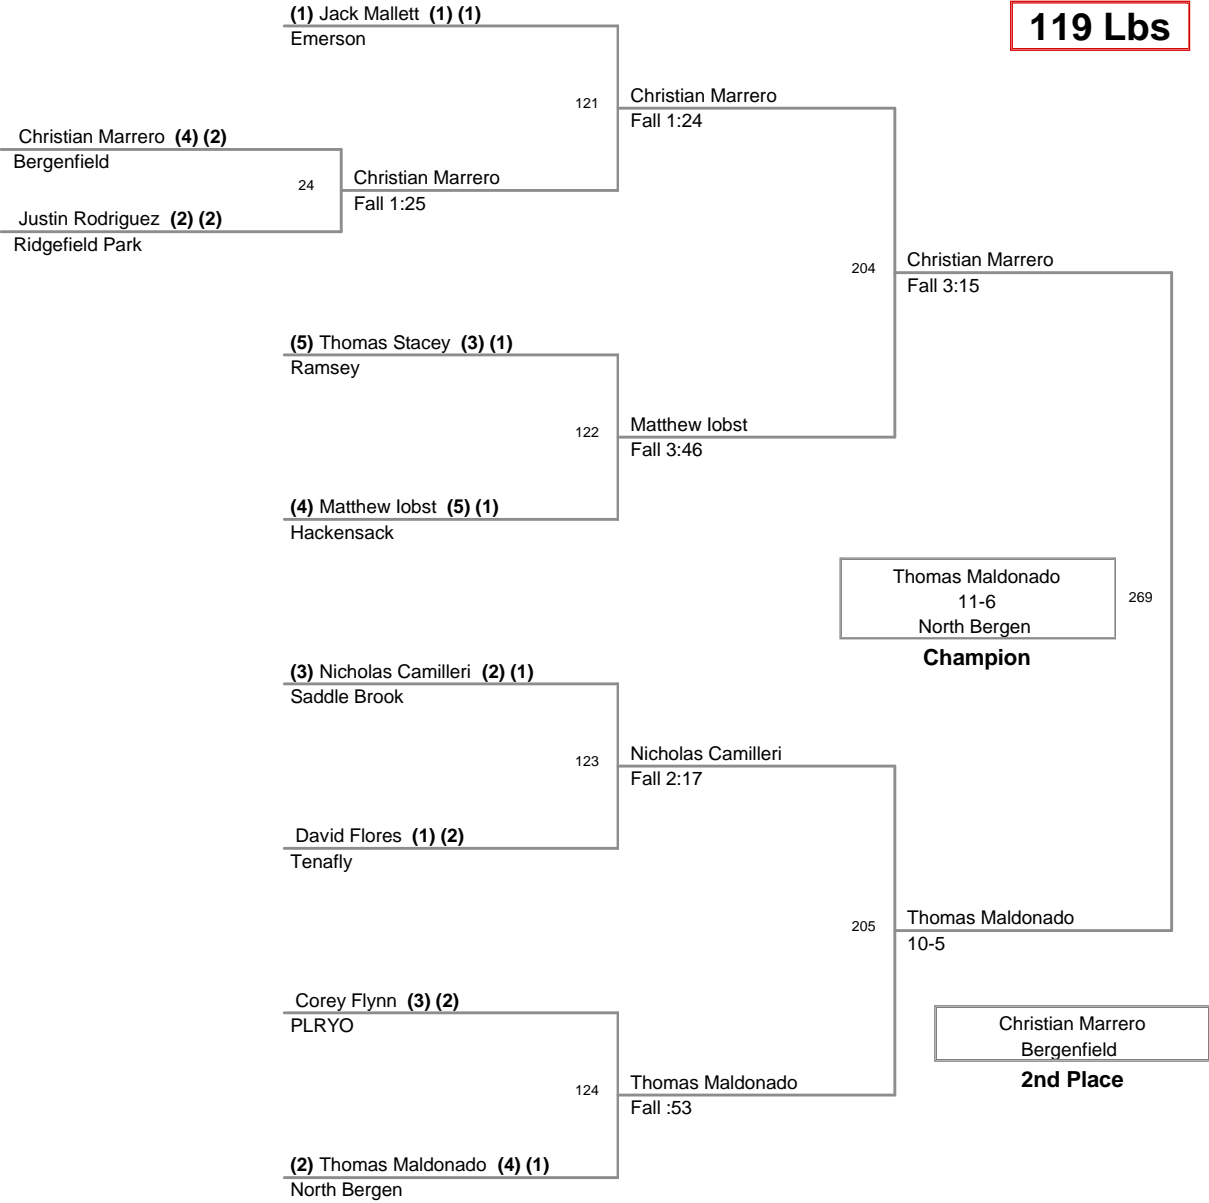 (1) Jack Mallett (1) (1)
Emerson
119 Lbs
121
Christian Marrero
Fall 1:24
Christian Marrero (4) (2)
Bergenfield
24
Christian Marrero
Fall 1:25
Justin Rodriguez (2) (2)
Ridgefield Park
204
Christian Marrero
Fall 3:15
(5) Thomas Stacey (3) (1)
Ramsey
122
Matthew Iobst
Fall 3:46
(4) Matthew Iobst (5) (1)
Hackensack
Thomas Maldonado
11-6
North Bergen
Champion
269
(3) Nicholas Camilleri (2) (1)
Saddle Brook
123
Nicholas Camilleri
Fall 2:17
David Flores (1) (2)
Tenafly
205
Thomas Maldonado
10-5
Corey Flynn (3) (2)
PLRYO
Christian Marrero
Bergenfield
2nd Place
124
Thomas Maldonado
Fall :53
(2) Thomas Maldonado (4) (1)
North Bergen